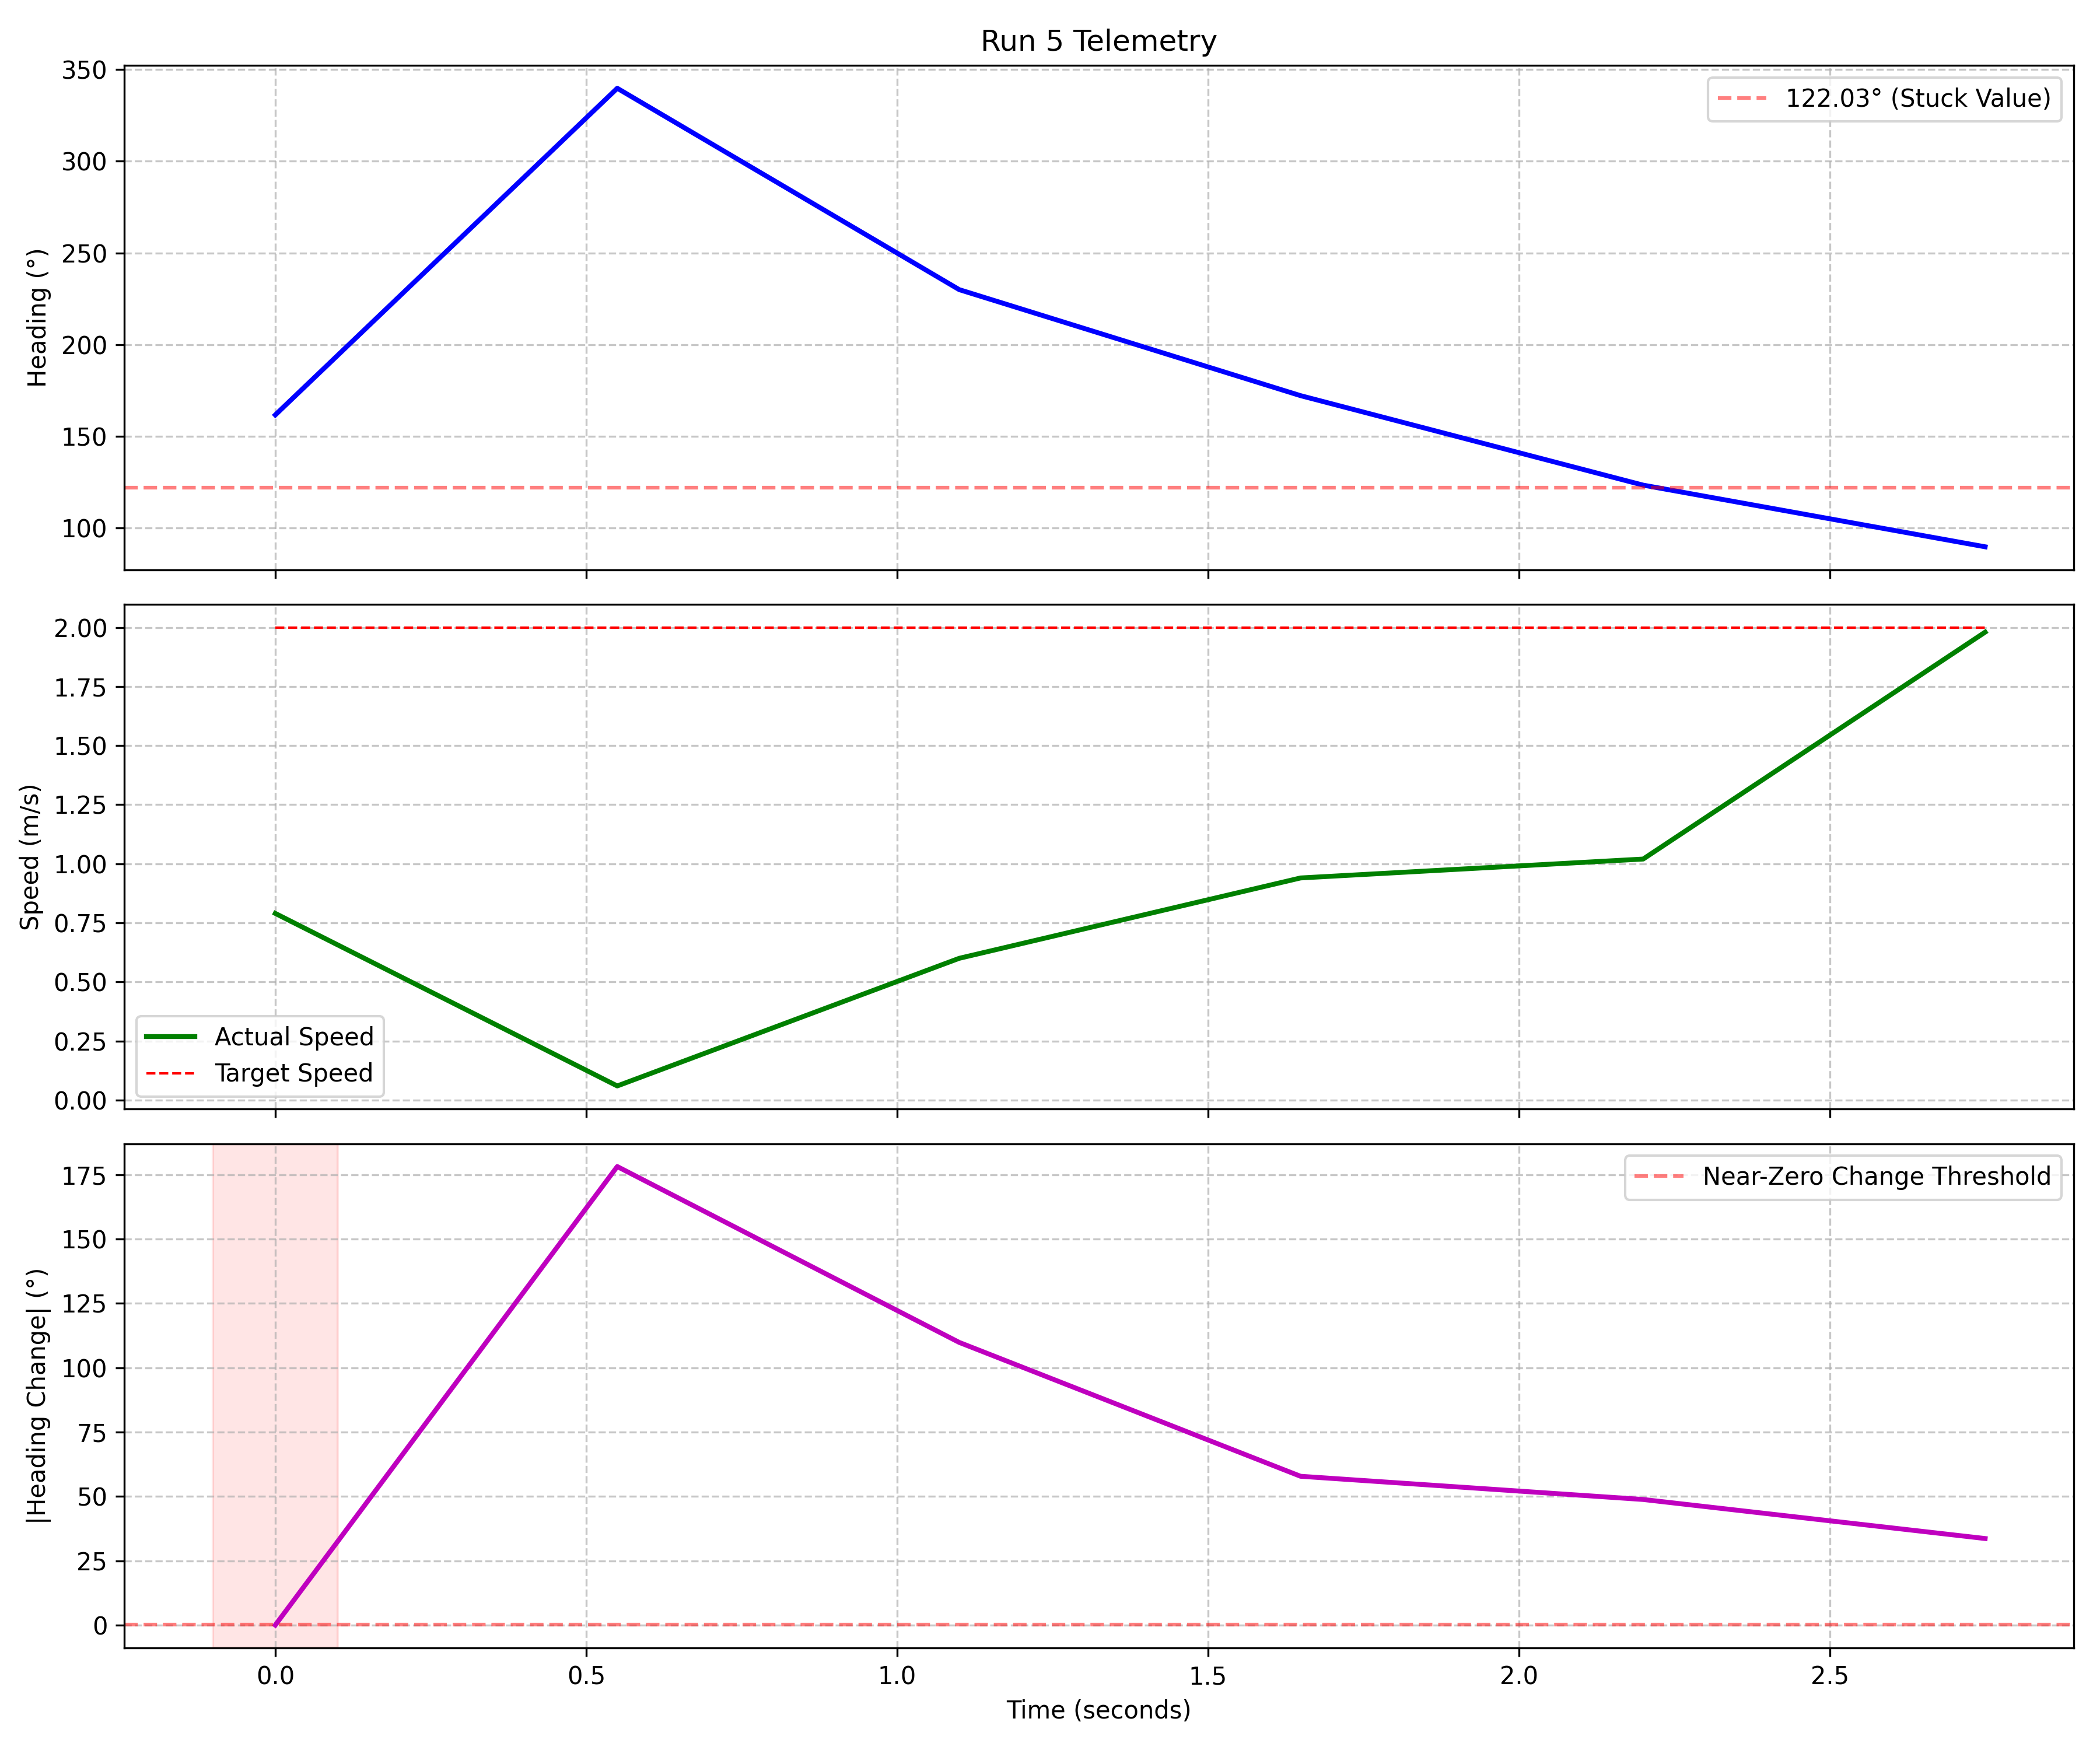 Run 5 Telemetry
350
300
250
200
150
100
Heading (°)
122.03° (Stuck Value)
2.00
1.75
1.50
1.25
1.00
0.75
0.50
0.25
0.00
Speed (m/s)
Actual Speed
Target Speed
175
150
125
100
75
50
25
0
|Heading Change| (°)
Near-Zero Change Threshold
0.0 0.5 1.0 1.5 2.0 2.5
Time (seconds)